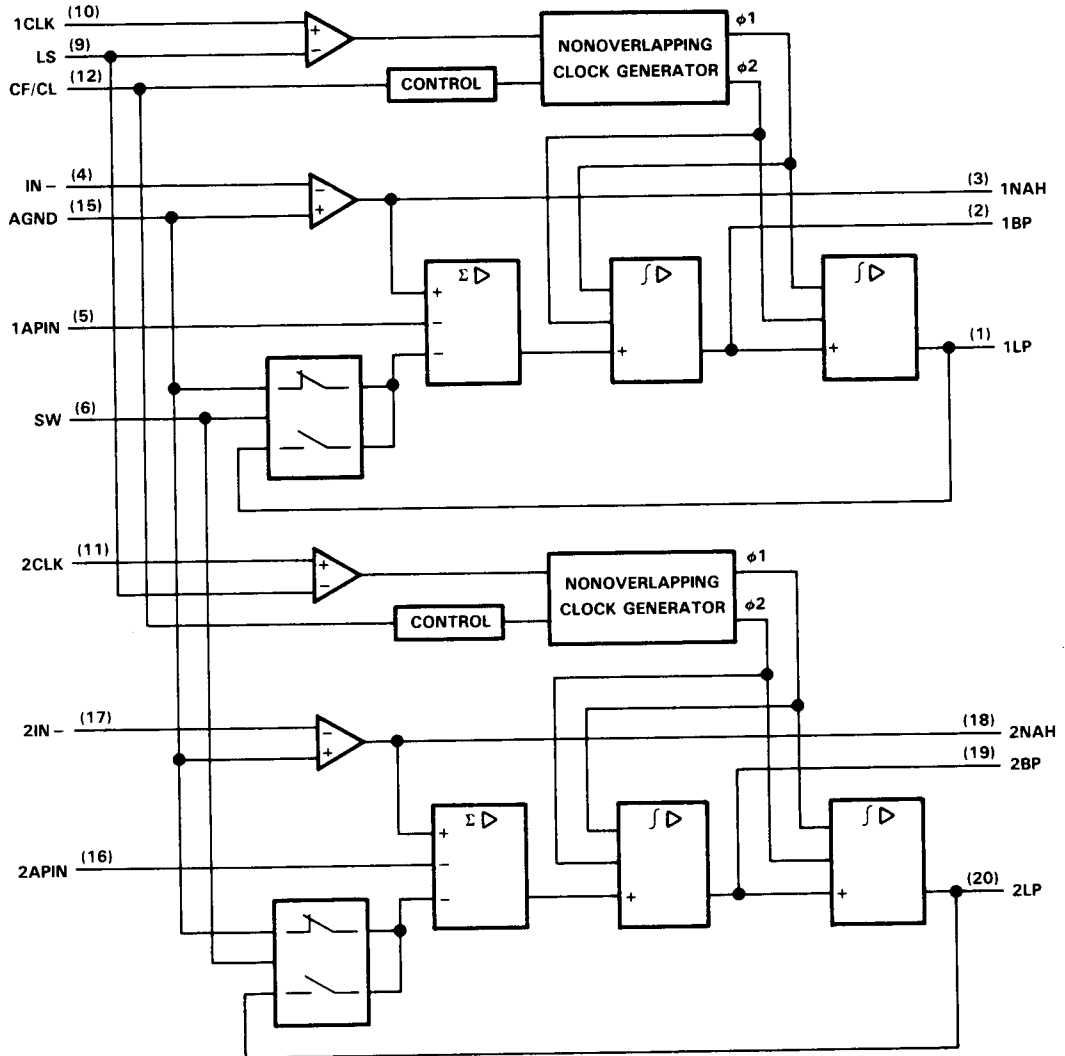 1CLK (10)
LS (9)
CF/CL (12)
+
−
CONTROL
NONOVERLAPPING
CLOCK GENERATOR
ϕ1
ϕ2
IN− (4)
AGND (15)
−
+
(3) 1NAH
(2) 1BP
Σ ▷
∫ ▷
∫ ▷
+
1APIN (5)
−
−
+
+
(1) 1LP
SW (6)
2CLK (11)
+
−
CONTROL
NONOVERLAPPING
CLOCK GENERATOR
ϕ1
ϕ2
2IN− (17)
−
+
(18) 2NAH
(19) 2BP
Σ ▷
∫ ▷
∫ ▷
+
2APIN (16)
−
−
+
+
(20) 2LP